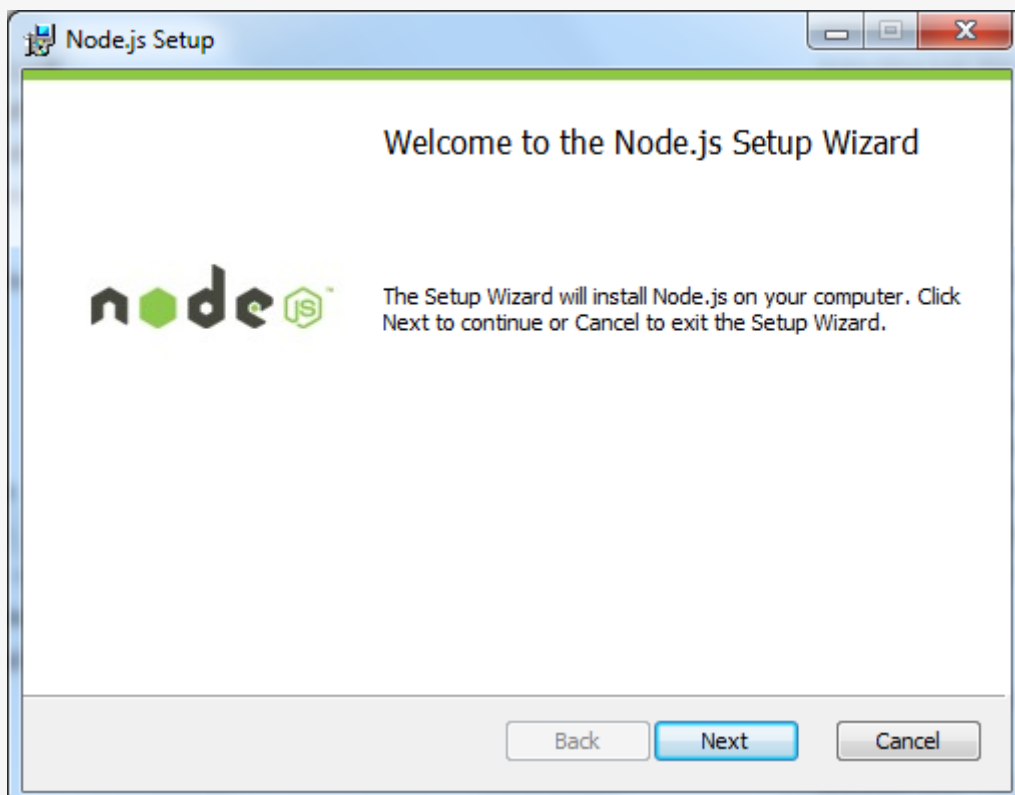 Node.js Setup
Welcome to the Node.js Setup Wizard
node JS™
The Setup Wizard will install Node.js on your computer. Click
Next to continue or Cancel to exit the Setup Wizard.
Back
Next
Cancel